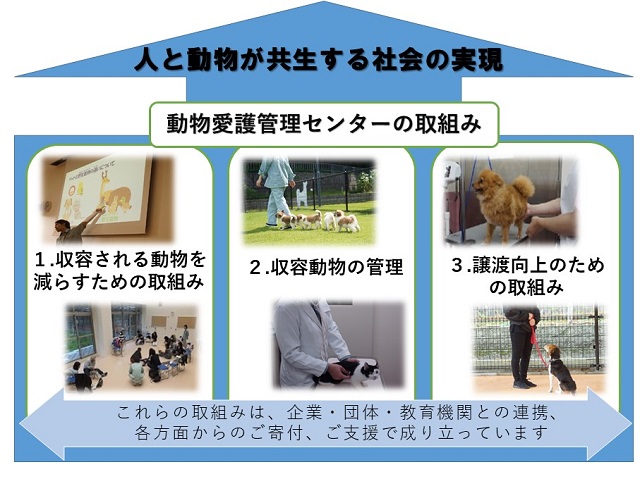 人と動物が共生する社会の実現
動物愛護管理センターの取組み
１.収容される動物を
減らすための取組み
２.収容動物の管理
３.譲渡向上のため
の取組み
これらの取組みは、企業・団体・教育機関との連携、
各方面からのご寄付、ご支援で成り立っています